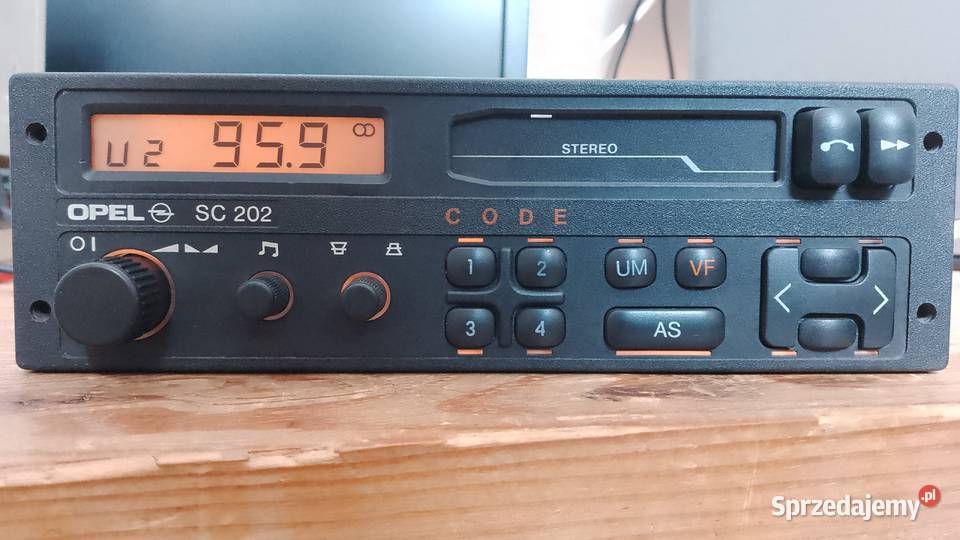 U2 95.9
STEREO
OPEL SC 202
CODE
1 2 UM VF
3 4 AS
Sprzedajemy.pl